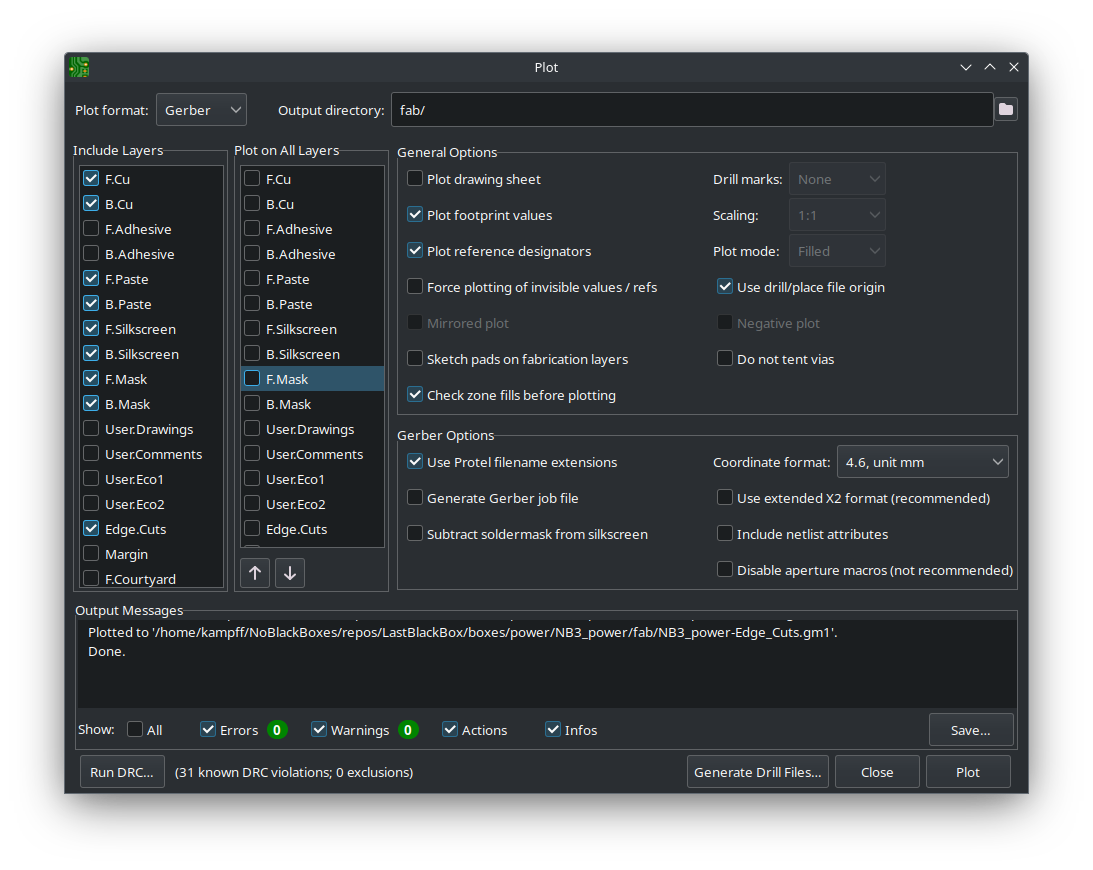 Plot
Plot format: Gerber Output directory: fab/
Include Layers
F.Cu
B.Cu
F.Adhesive
B.Adhesive
F.Paste
B.Paste
F.Silkscreen
B.Silkscreen
F.Mask
B.Mask
User.Drawings
User.Comments
User.Eco1
User.Eco2
Edge.Cuts
Margin
F.Courtyard
Plot on All Layers
F.Cu
B.Cu
F.Adhesive
B.Adhesive
F.Paste
B.Paste
F.Silkscreen
B.Silkscreen
F.Mask
B.Mask
User.Drawings
User.Comments
User.Eco1
User.Eco2
Edge.Cuts
General Options
Plot drawing sheet Drill marks: None
Plot footprint values Scaling: 1:1
Plot reference designators Plot mode: Filled
Force plotting of invisible values / refs Use drill/place file origin
Mirrored plot Negative plot
Sketch pads on fabrication layers Do not tent vias
Check zone fills before plotting
Gerber Options
Use Protel filename extensions Coordinate format: 4.6, unit mm
Generate Gerber job file Use extended X2 format (recommended)
Subtract soldermask from silkscreen Include netlist attributes
Disable aperture macros (not recommended)
Output Messages
Plotted to '/home/kampff/NoBlackBoxes/repos/LastBlackBox/boxes/power/NB3_power/fab/NB3_power-Edge_Cuts.gm1'.
Done.
Show: All Errors 0 Warnings 0 Actions Infos Save...
Run DRC... (31 known DRC violations; 0 exclusions) Generate Drill Files... Close Plot